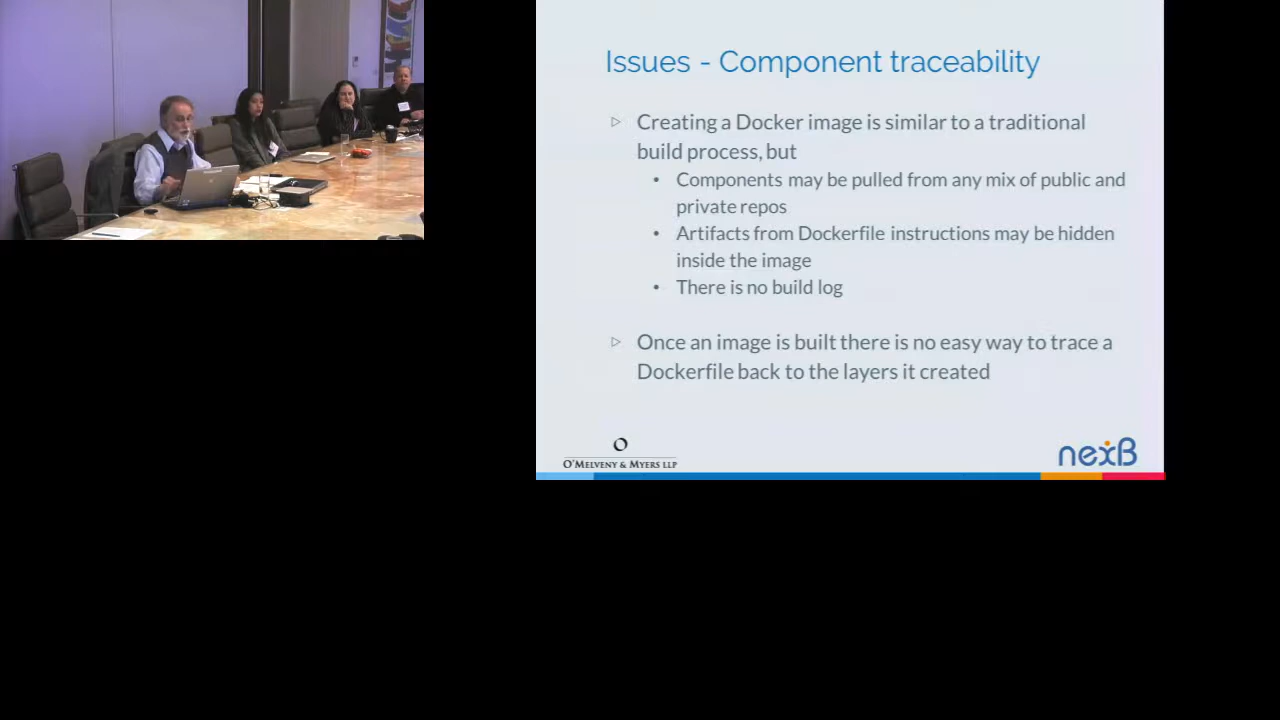 Issues - Component traceability
▷ Creating a Docker image is similar to a traditional
build process, but
• Components may be pulled from any mix of public and
private repos
• Artifacts from Dockerfile instructions may be hidden
inside the image
• There is no build log
▷ Once an image is built there is no easy way to trace a
Dockerfile back to the layers it created
O
O'MELVENY & MYERS LLP
nexB